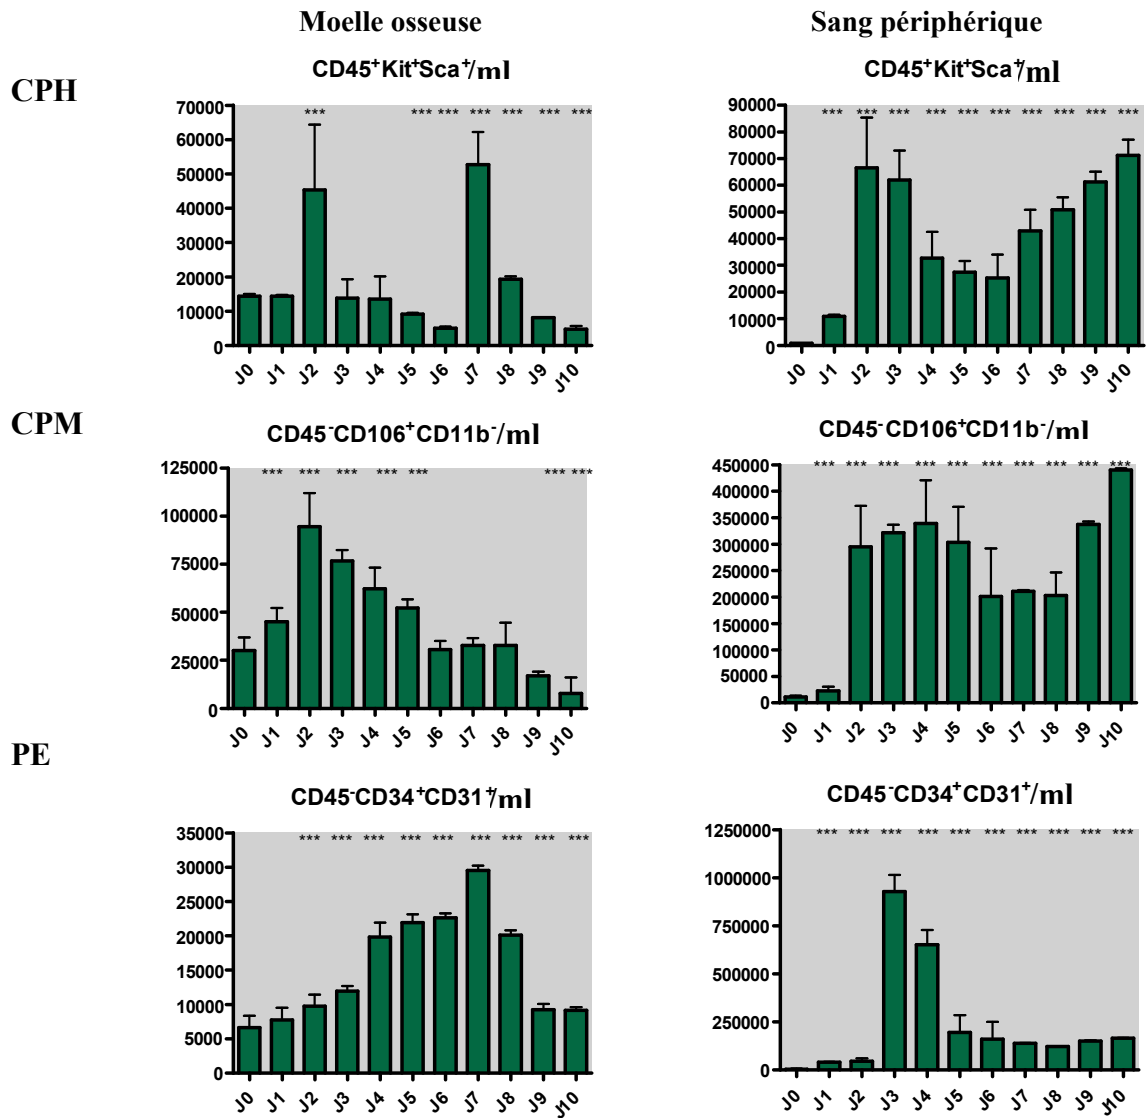 Moelle osseuse Sang périphérique
CPH
CD45+Kit+Sca+/ml
70000
60000
50000
40000
30000
20000
10000
0
*** *** *** *** *** *** ***
J0 J1 J2 J3 J4 J5 J6 J7 J8 J9 J10
CD45+Kit+Sca+/ml
90000
80000
70000
60000
50000
40000
30000
20000
10000
0
*** *** *** *** *** *** *** *** *** ***
J0 J1 J2 J3 J4 J5 J6 J7 J8 J9 J10
CPM
CD45-CD106+CD11b-/ml
125000
100000
75000
50000
25000
0
*** *** *** *** *** *** ***
J0 J1 J2 J3 J4 J5 J6 J7 J8 J9 J10
CD45-CD106+CD11b-/ml
450000
400000
350000
300000
250000
200000
150000
100000
50000
0
*** *** *** *** *** *** *** *** *** ***
J0 J1 J2 J3 J4 J5 J6 J7 J8 J9 J10
PE
CD45-CD34+CD31+/ml
35000
30000
25000
20000
15000
10000
5000
0
*** *** *** *** *** *** *** *** ***
J0 J1 J2 J3 J4 J5 J6 J7 J8 J9 J10
CD45-CD34+CD31+/ml
1250000
1000000
750000
500000
250000
0
*** *** *** *** *** *** *** *** *** ***
J0 J1 J2 J3 J4 J5 J6 J7 J8 J9 J10